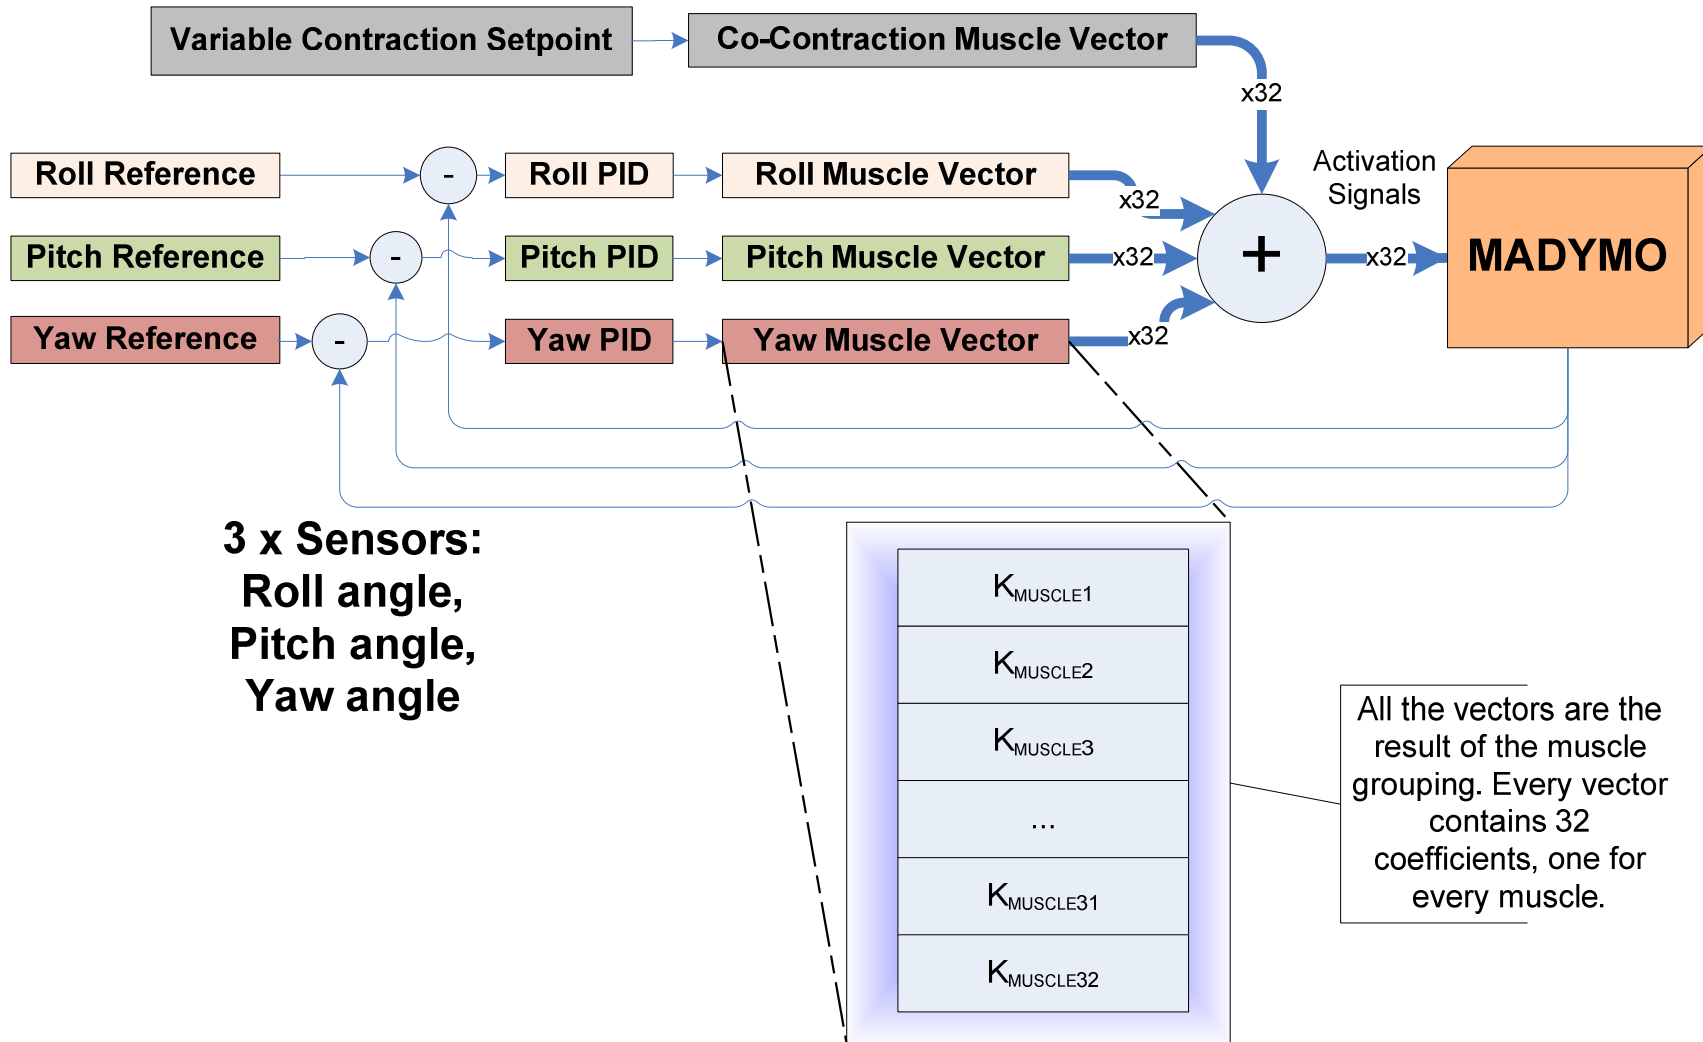 Variable Contraction Setpoint
Co-Contraction Muscle Vector
x32
Roll Reference
-
Roll PID
Roll Muscle Vector
x32
Activation
Signals
Pitch Reference
-
Pitch PID
Pitch Muscle Vector
x32
+
x32
MADYMO
Yaw Reference
-
Yaw PID
Yaw Muscle Vector
x32
3 x Sensors:
Roll angle,
Pitch angle,
Yaw angle
KMUSCLE1
KMUSCLE2
KMUSCLE3
...
KMUSCLE31
KMUSCLE32
All the vectors are the
result of the muscle
grouping. Every vector
contains 32
coefficients, one for
every muscle.